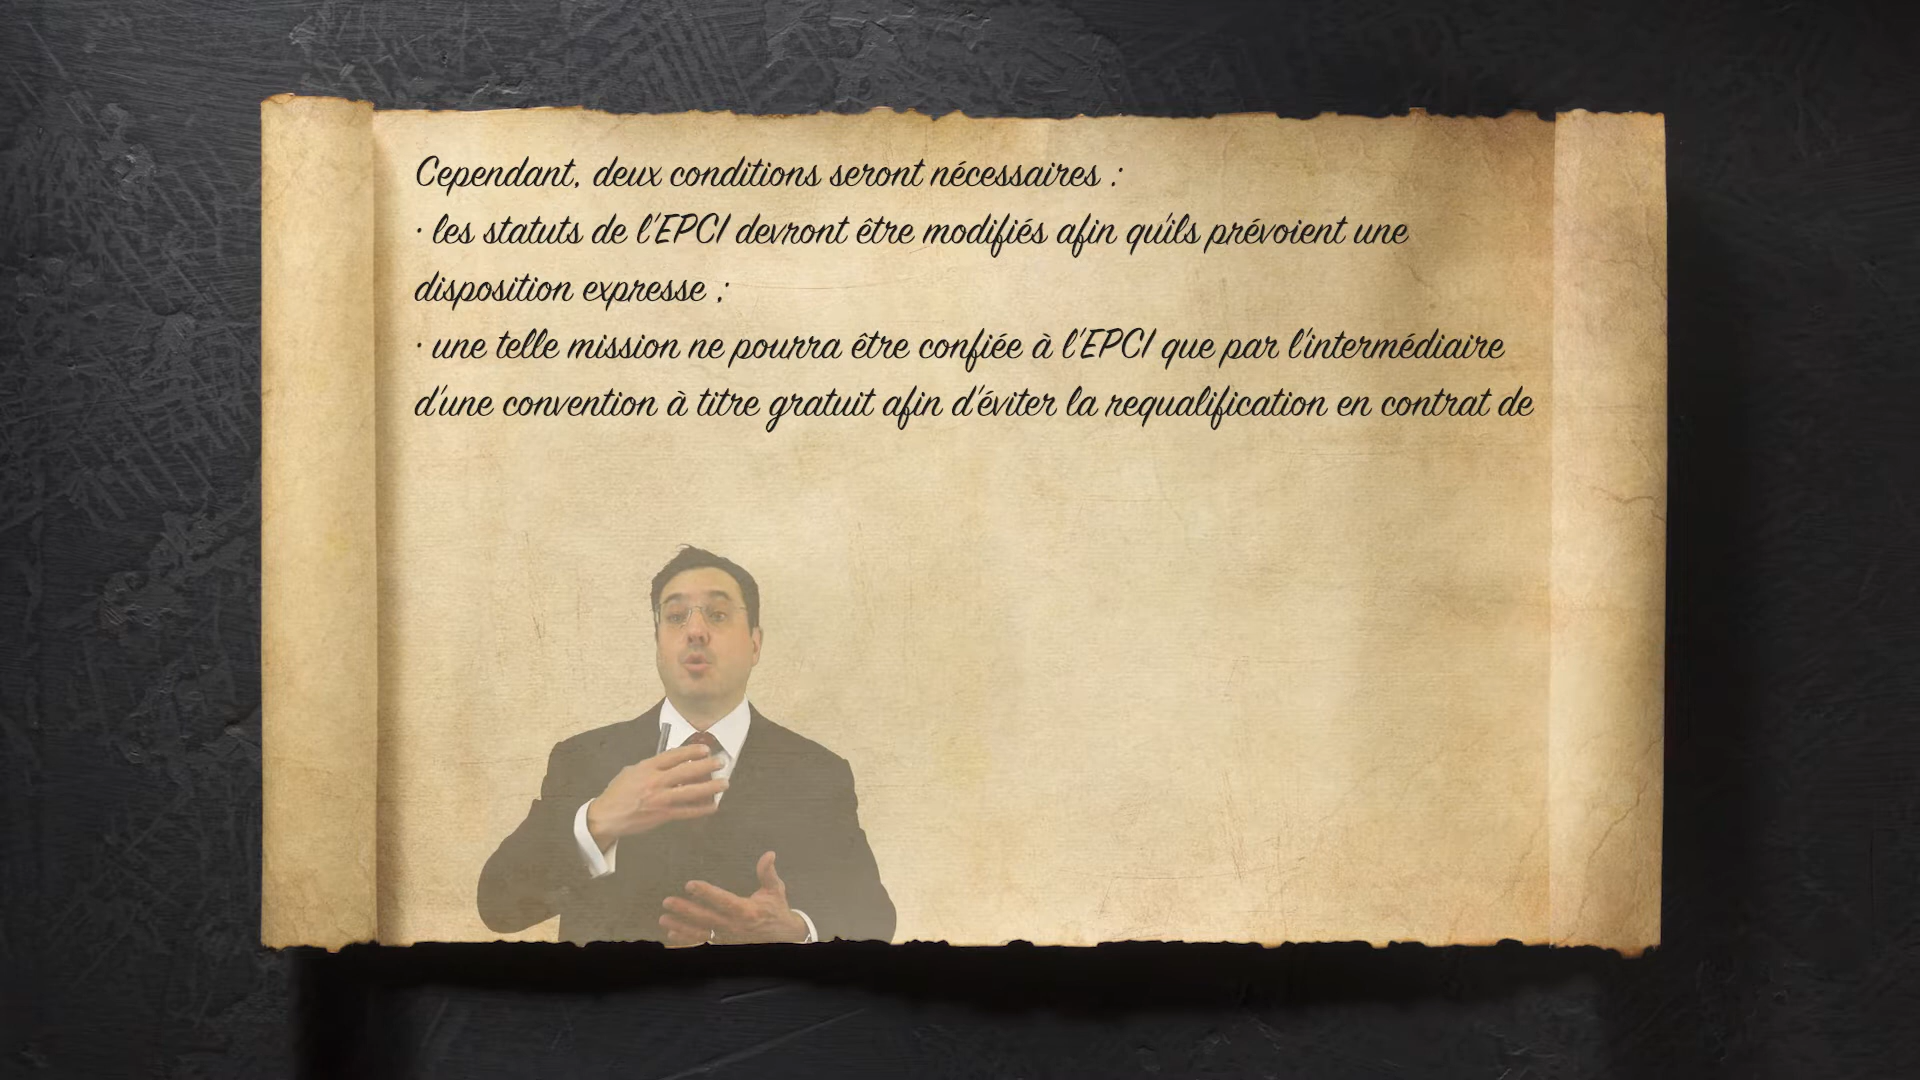 Cependant, deux conditions seront nécessaires :
· les statuts de l'EPCI devront être modifiés afin qu'ils prévoient une
disposition expresse ;
· une telle mission ne pourra être confiée à l'EPCI que par l'intermédiaire
d'une convention à titre gratuit afin d'éviter la requalification en contrat de